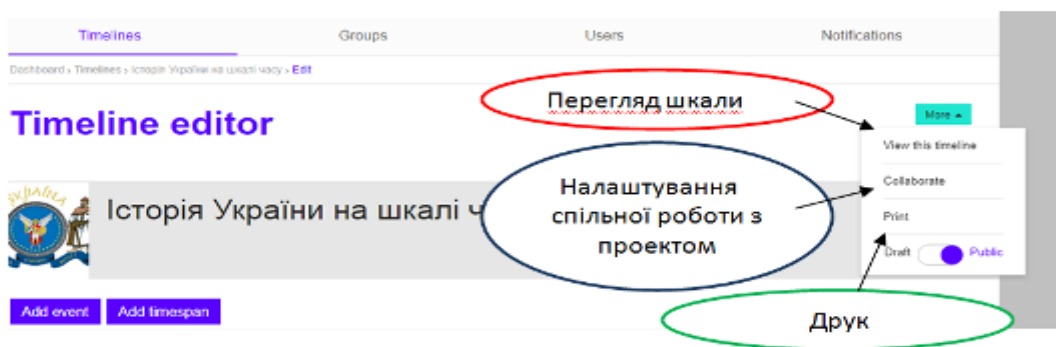 Timelines Groups Users Notifications
Dashboard › Timelines › Історія України на шкалі часу › Edit
Перегляд шкали
Timeline editor
More
View this timeline
Collaborate
Налаштування
спільної роботи з
проектом
УКРАЇНА
Історія України на шкалі ч
Print
Draft Public
Add event Add timespan
Друк